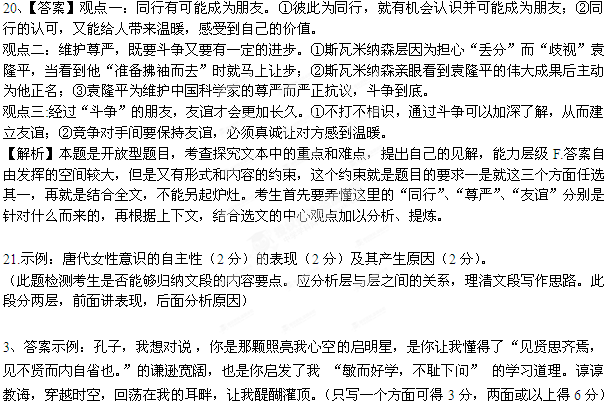 20、【答案】观点一：同行有可能成为朋友。①彼此为同行，就有机会认识并可能成为朋友；②同
行的认可，又能给人带来温暖，感受到自己的价值。
观点二：维护尊严，既要斗争又要有一定的进步。①斯瓦米纳森层因为担心“丢分”而“歧视”袁
隆平，当看到他“准备拂袖而去”时就马上让步；②斯瓦米纳森亲眼看到袁隆平的伟大成果后主动
为他正名；③袁隆平为维护中国科学家的尊严而严正抗议，斗争到底。
观点三:经过“斗争”的朋友，友谊才会更加长久。①不打不相识，通过斗争可以加深了解，从而建
立友谊；②竞争对手间要保持友谊，必须真诚让对方感到温暖。
【解析】本题是开放型题目，考查探究文本中的重点和难点，提出自己的见解，能力层级 F.答案自
由发挥的空间较大，但是又有形式和内容的约束，这个约束就是题目的要求一是就这三个方面任选
其一，再就是结合全文，不能另起炉灶。考生首先要弄懂这里的“同行”、“尊严”、“友谊”分别是
针对什么而来的，再根据上下文，结合选文的中心观点加以分析、提炼。
21.示例：唐代女性意识的自主性（2 分）的表现（2 分）及其产生原因（2 分）。
（此题检测考生是否能够归纳文段的内容要点。应分析层与层之间的关系，理清文段写作思路。此
段分两层，前面讲表现，后面分析原因）
3、答案示例：孔子，我想对说，你是那颗照亮我心空的启明星，是你让我懂得了“见贤思齐焉，
见不贤而内自省也。”的谦逊宽阔，也是你启发了我 “敏而好学，不耻下问” 的学习道理。谆谆
教诲，穿越时空，回荡在我的耳畔，让我醍醐灌顶。（只写一个方面可得 3 分，两面或以上得 6 分）